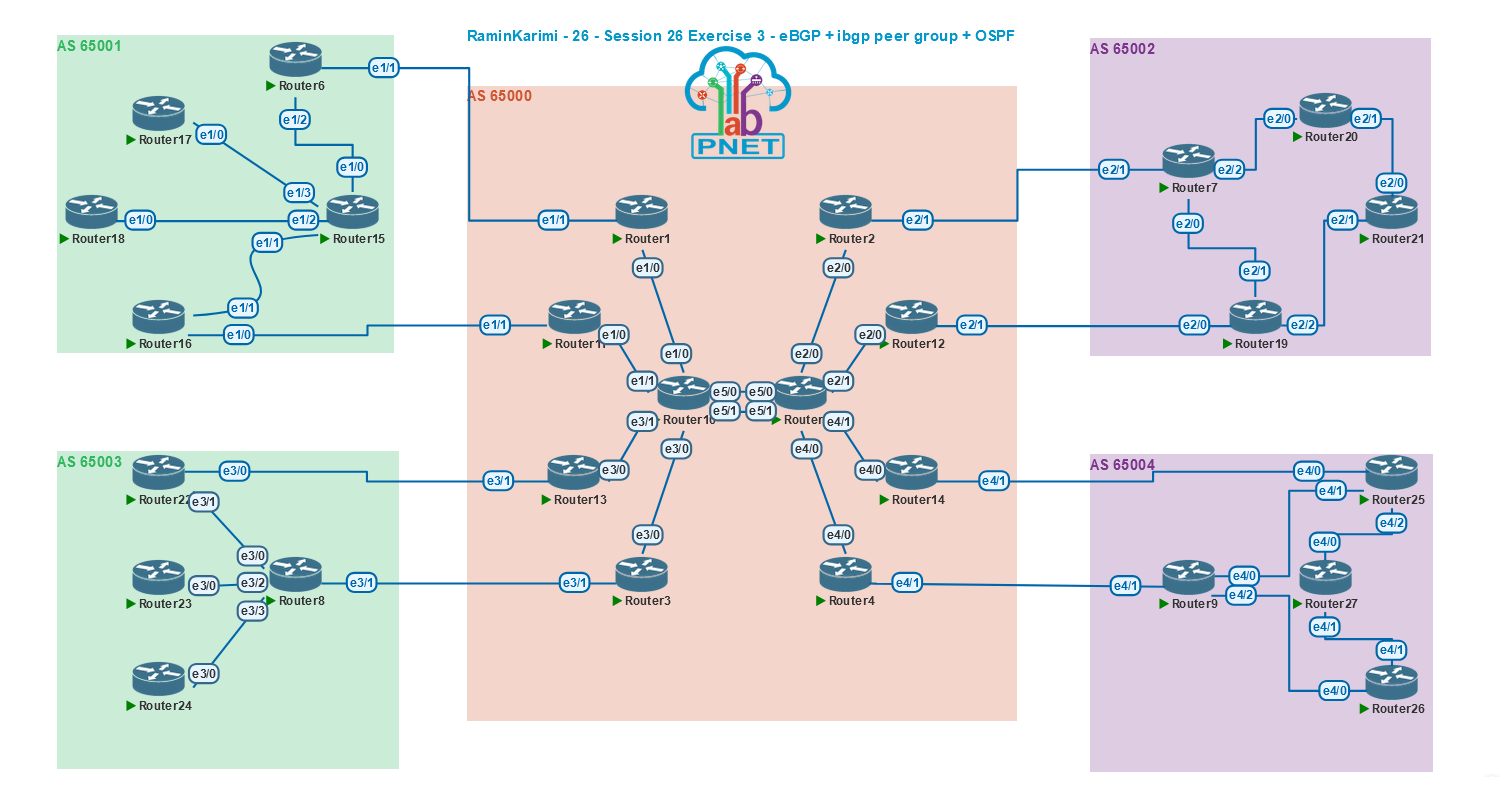 RaminKarimi - 26 - Session 26 Exercise 3 - eBGP + ibgp peer group + OSPF
AS 65001
Router6
e1/1
e1/2
Router17
e1/0
e1/0
e1/3
Router18
e1/0
e1/2
Router15
e1/1
e1/1
Router16
e1/0
AS 65000
lab
PNET
e1/1
Router1
e1/0
Router2
e2/1
e2/0
e1/1
e1/0
Router12
e2/1
e2/0
e1/0
e1/1
e2/0
e2/1
Router10
e5/0
e5/0
e5/1
e5/1
Router
e3/1
e3/0
e4/1
e4/0
Router13
e3/1
e3/0
Router14
e4/1
e4/0
e3/0
e4/0
Router3
e3/1
Router4
e4/1
AS 65002
e2/1
Router7
e2/2
e2/0
Router20
e2/1
e2/0
Router21
e2/0
e2/1
e2/1
e2/0
e2/2
Router19
AS 65003
Router22
e3/0
e3/1
e3/0
Router23
e3/0
e3/2
Router8
e3/1
e3/3
Router24
e3/0
AS 65004
e4/0
Router25
e4/1
e4/2
e4/0
e4/1
Router9
e4/0
e4/2
Router27
e4/1
e4/1
e4/0
Router26